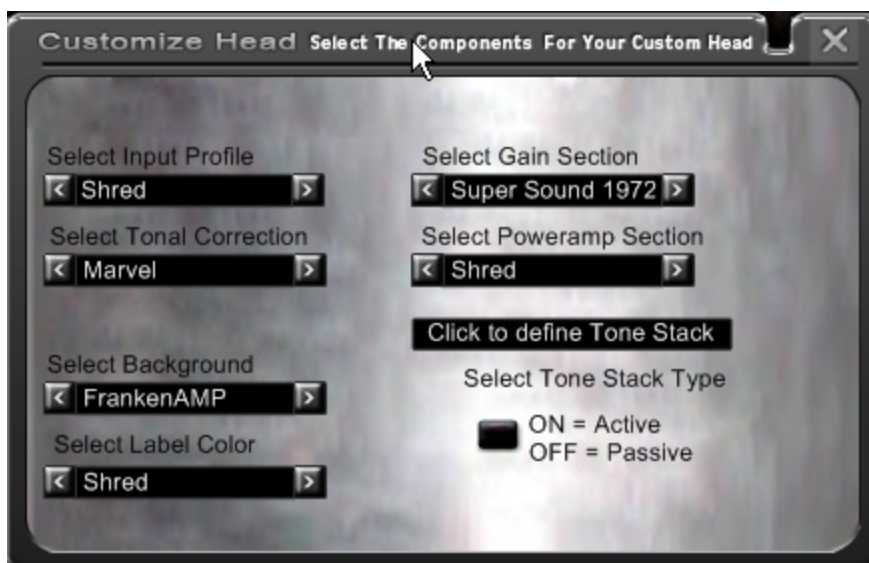 Customize Head Select The Components For Your Custom Head
Select Input Profile
< Shred >
Select Tonal Correction
< Marvel >
Select Background
< FrankenAMP >
Select Label Color
< Shred >
Select Gain Section
< Super Sound 1972 >
Select Poweramp Section
< Shred >
Click to define Tone Stack
Select Tone Stack Type
ON = Active
OFF = Passive